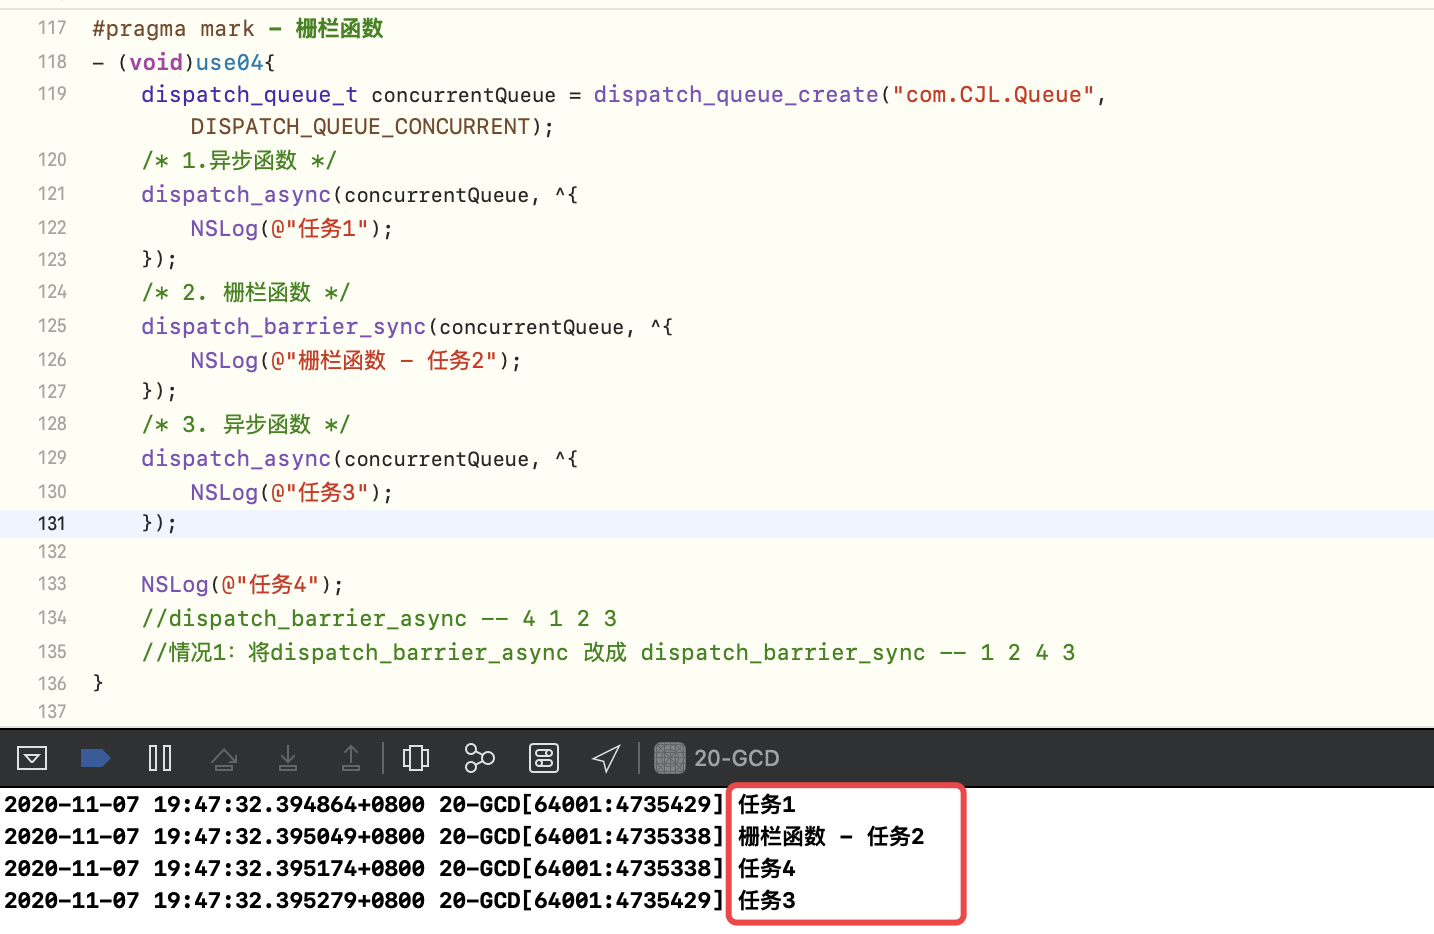 117 #pragma mark - 栅栏函数
118 - (void)use04{
119 dispatch_queue_t concurrentQueue = dispatch_queue_create("com.CJL.Queue",
DISPATCH_QUEUE_CONCURRENT);
120 /* 1.异步函数 */
121 dispatch_async(concurrentQueue, ^{
122 NSLog(@"任务1");
123 });
124 /* 2. 栅栏函数 */
125 dispatch_barrier_sync(concurrentQueue, ^{
126 NSLog(@"栅栏函数 - 任务2");
127 });
128 /* 3. 异步函数 */
129 dispatch_async(concurrentQueue, ^{
130 NSLog(@"任务3");
131 });
132
133 NSLog(@"任务4");
134 //dispatch_barrier_async -- 4 1 2 3
135 //情况1：将dispatch_barrier_async 改成 dispatch_barrier_sync -- 1 2 4 3
136 }
137
20-GCD
2020-11-07 19:47:32.394864+0800 20-GCD[64001:4735429] 任务1
2020-11-07 19:47:32.395049+0800 20-GCD[64001:4735338] 栅栏函数 - 任务2
2020-11-07 19:47:32.395174+0800 20-GCD[64001:4735338] 任务4
2020-11-07 19:47:32.395279+0800 20-GCD[64001:4735429] 任务3